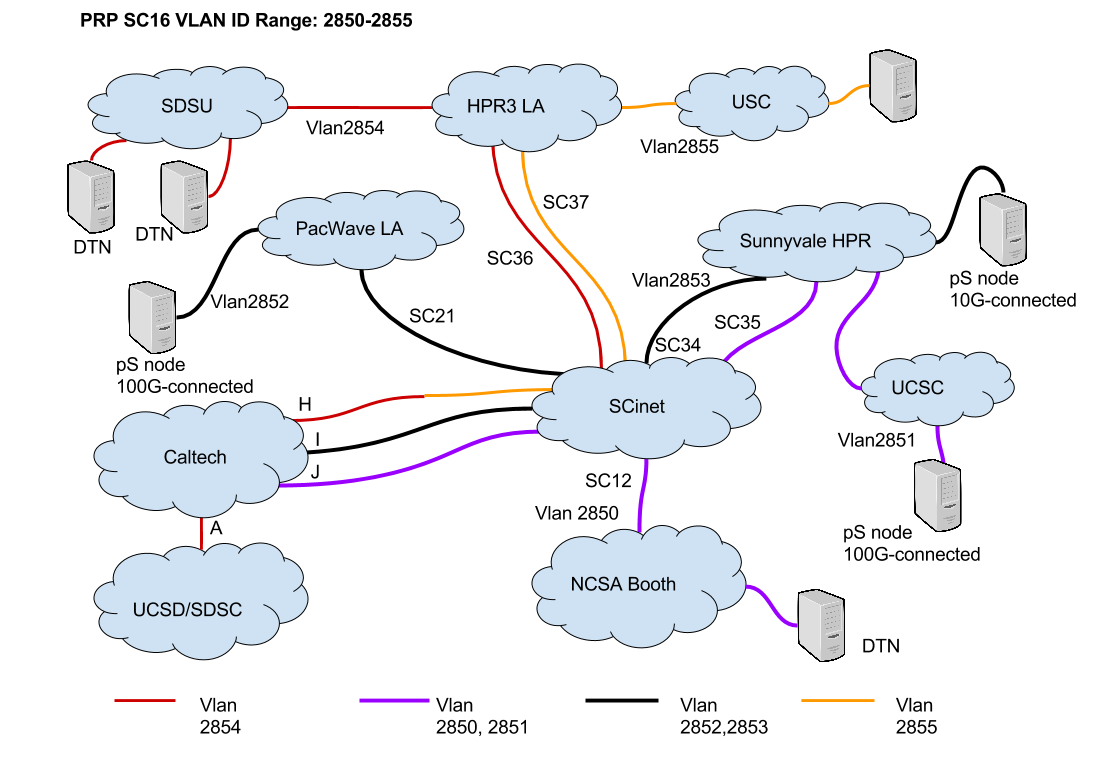 PRP SC16 VLAN ID Range: 2850-2855
SDSU
HPR3 LA
USC
Vlan2854
Vlan2855
DTN
DTN
PacWave LA
SC37
SC36
Sunnyvale HPR
Vlan2853
pS node
10G-connected
Vlan2852
SC21
SC35
SC34
pS node
100G-connected
H
SCinet
UCSC
I
Caltech
J
Vlan2851
SC12
Vlan 2850
A
pS node
100G-connected
NCSA Booth
UCSD/SDSC
DTN
Vlan
2854
Vlan
2850, 2851
Vlan
2852,2853
Vlan
2855